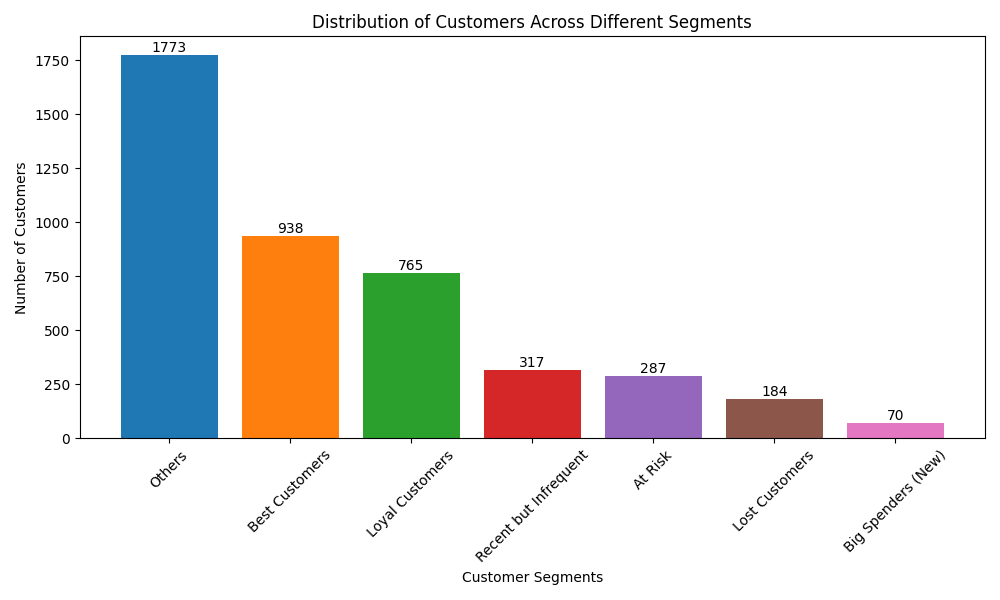 Distribution of Customers Across Different Segments
Number of Customers
1750
1500
1250
1000
750
500
250
0
1773
938
765
317
287
184
70
Others
Best Customers
Loyal Customers
Recent but Infrequent
At Risk
Lost Customers
Big Spenders (New)
Customer Segments